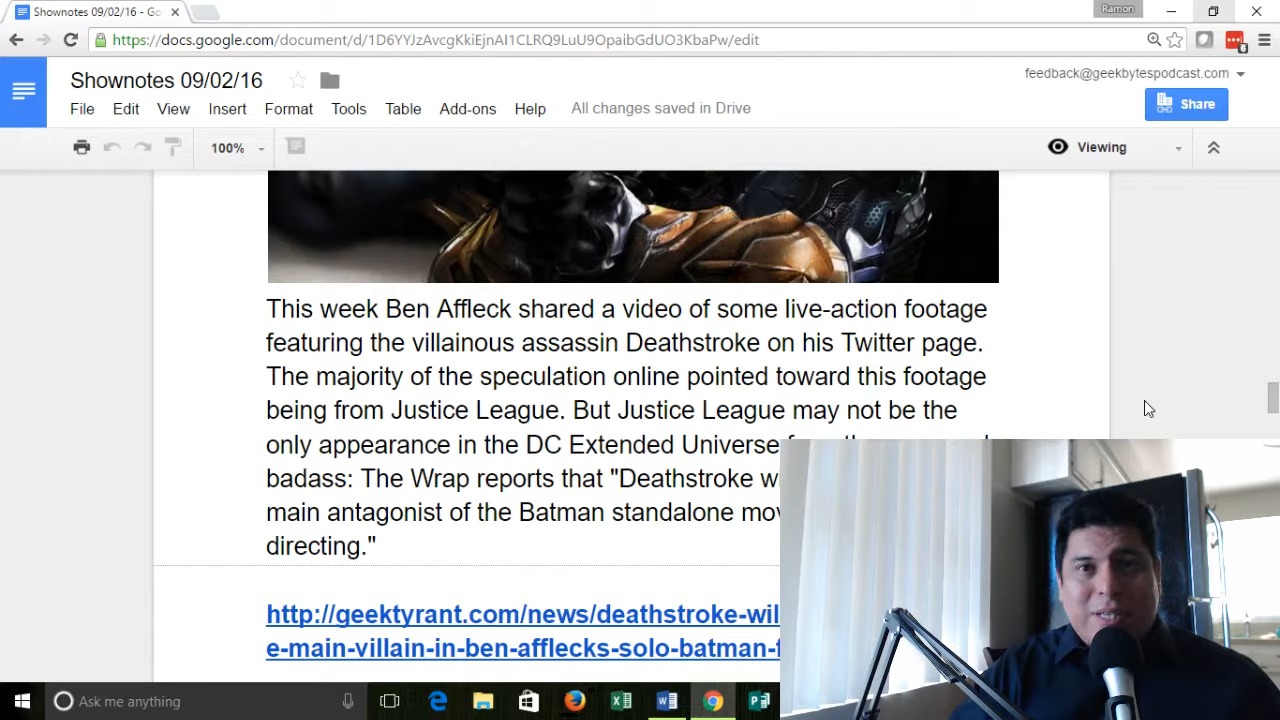 Shownotes 09/02/16 - Go
Ramon
https://docs.google.com/document/d/1D6YYJzAvcgKkiEjnAI1CLRQ9LuU9OpaibGdUO3KbaPw/edit
6
Shownotes 09/02/16
feedback@geekbytespodcast.com
File Edit View Insert Format Tools Table Add-ons Help All changes saved in Drive
Share
100%
Viewing
This week Ben Affleck shared a video of some live-action footage
featuring the villainous assassin Deathstroke on his Twitter page.
The majority of the speculation online pointed toward this footage
being from Justice League. But Justice League may not be the
only appearance in the DC Extended Universe
badass: The Wrap reports that "Deathstroke
main antagonist of the Batman standalone
directing."
http://geektyrant.com/news/deathstroke-wil
e-main-villain-in-ben-afflecks-solo-batman-f
Ask me anything